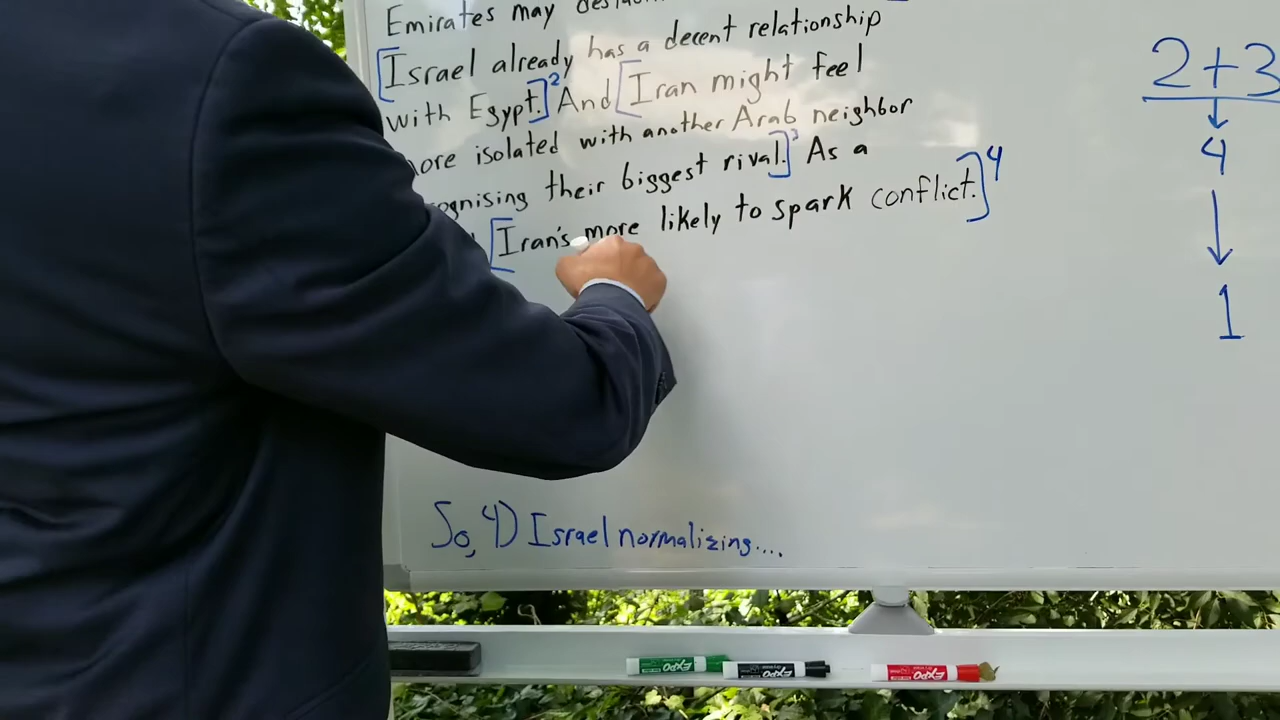 Emirates may
[Israel already has a decent relationship
with Egypt.]² And [Iran might feel
more isolated with another Arab neighbor
ognising their biggest rival.]³ As a
[Iran's more likely to spark conflict.]⁴
2+3
4
1
So, 4) Israel normalizing....
EXPO
EXPO
EXPO